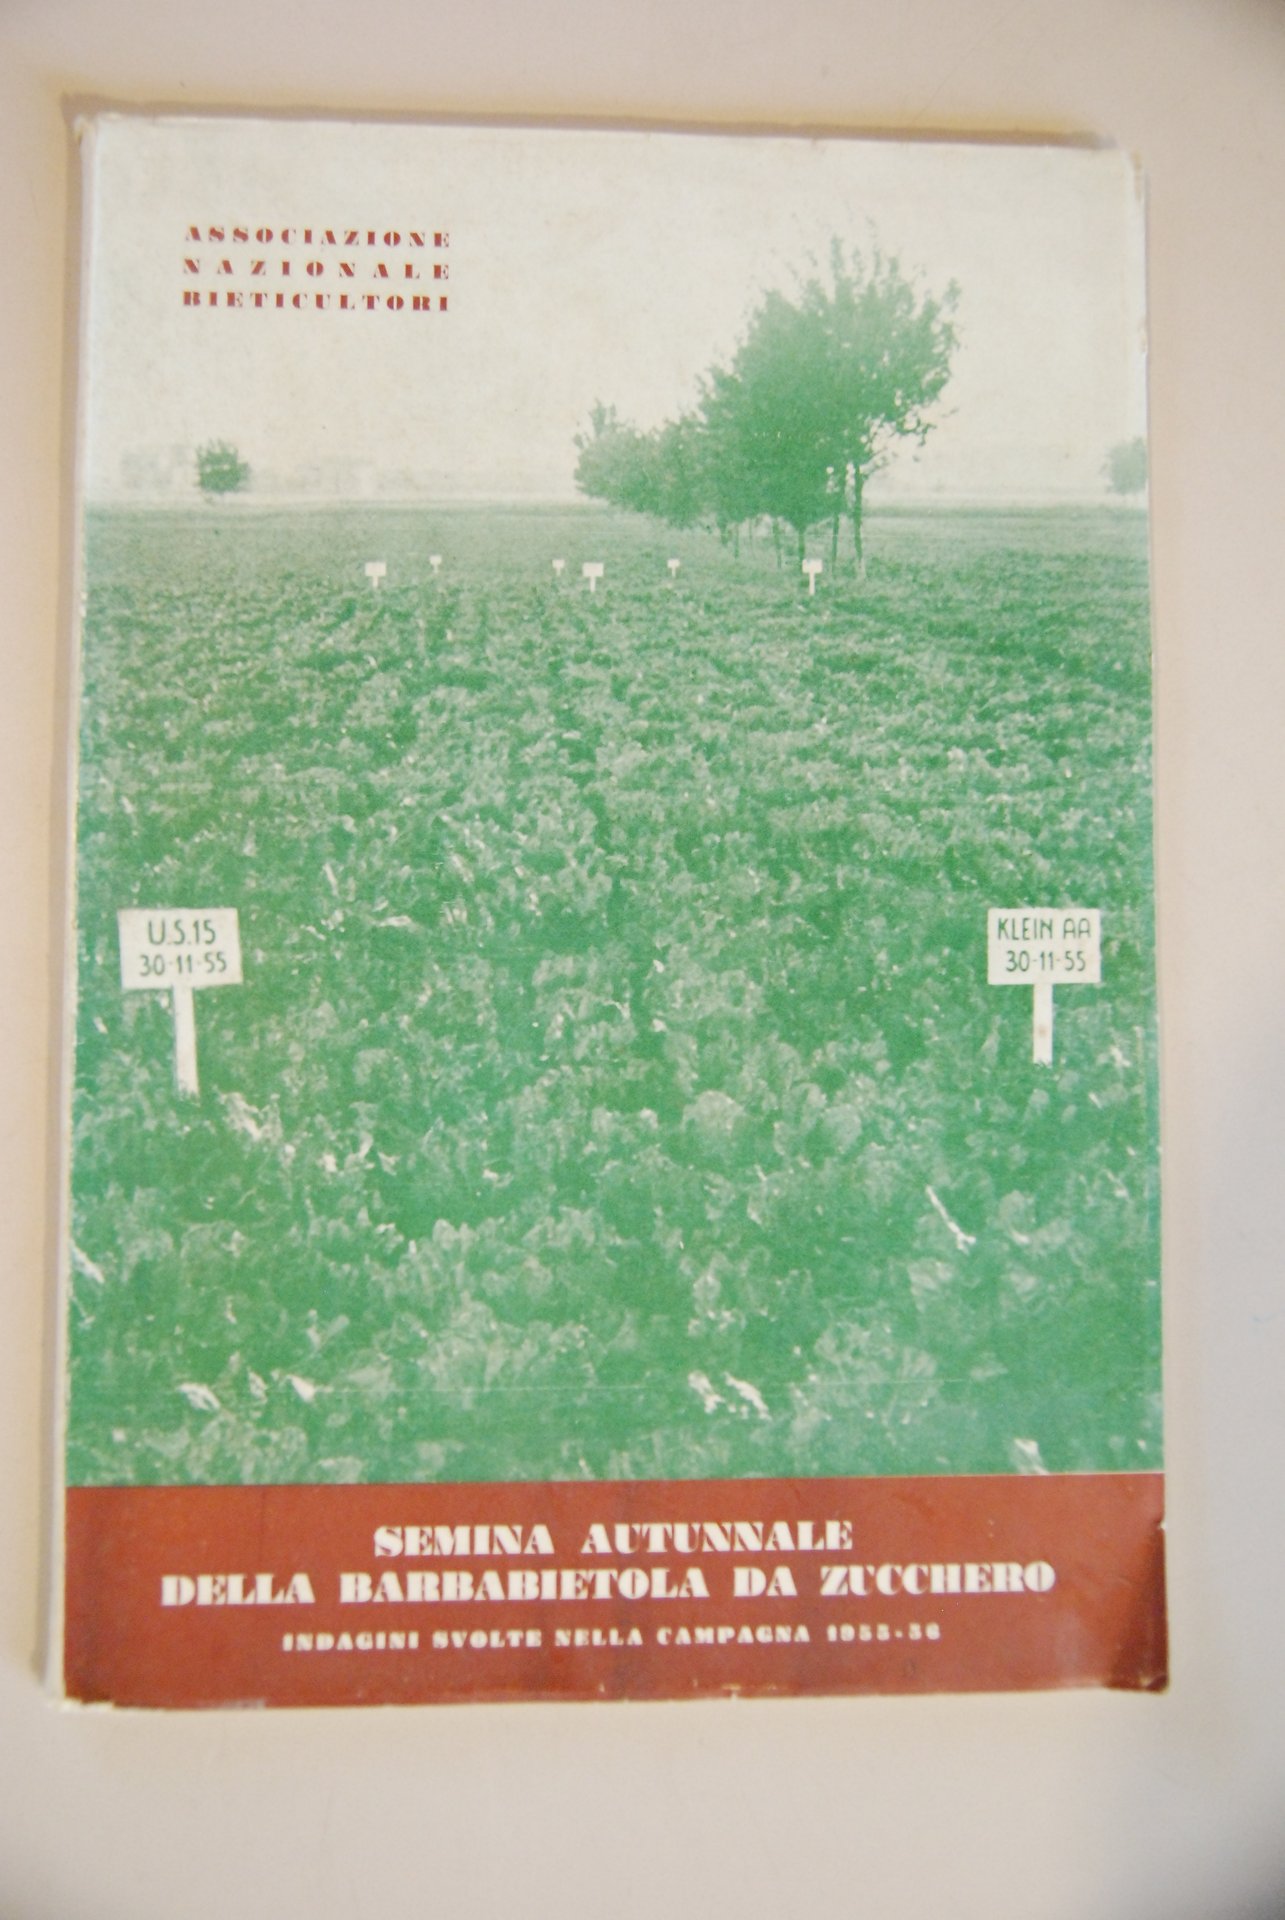 ASSOCIAZIONE
NAZIONALE
BIETICULTORI
U.S.15
30-11-55
KLEIN AA
30-11-55
SEMINA AUTUNNALE
DELLA BARBABIETOLA DA ZUCCHERO
INDAGINI SVOLTE NELLA CAMPAGNA 1955-56